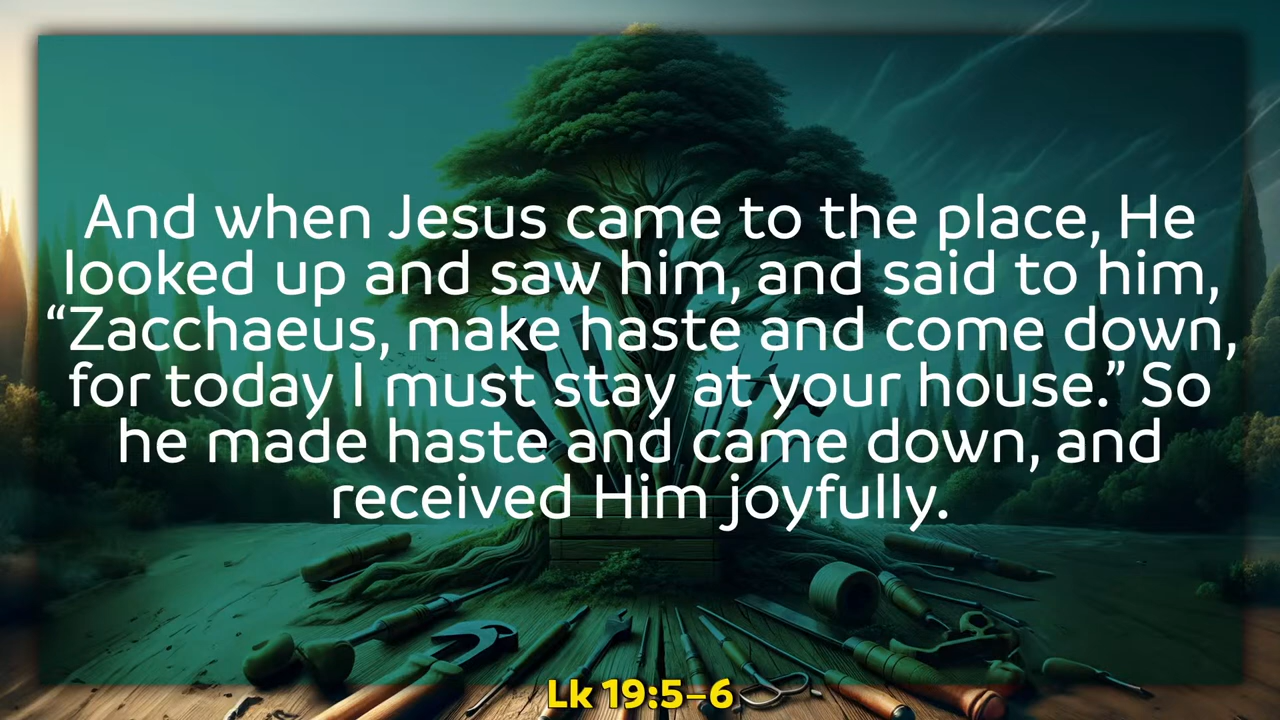 And when Jesus came to the place, He
looked up and saw him, and said to him,
“Zacchaeus, make haste and come down,
for today I must stay at your house.” So
he made haste and came down, and
received Him joyfully.
Lk 19:5–6